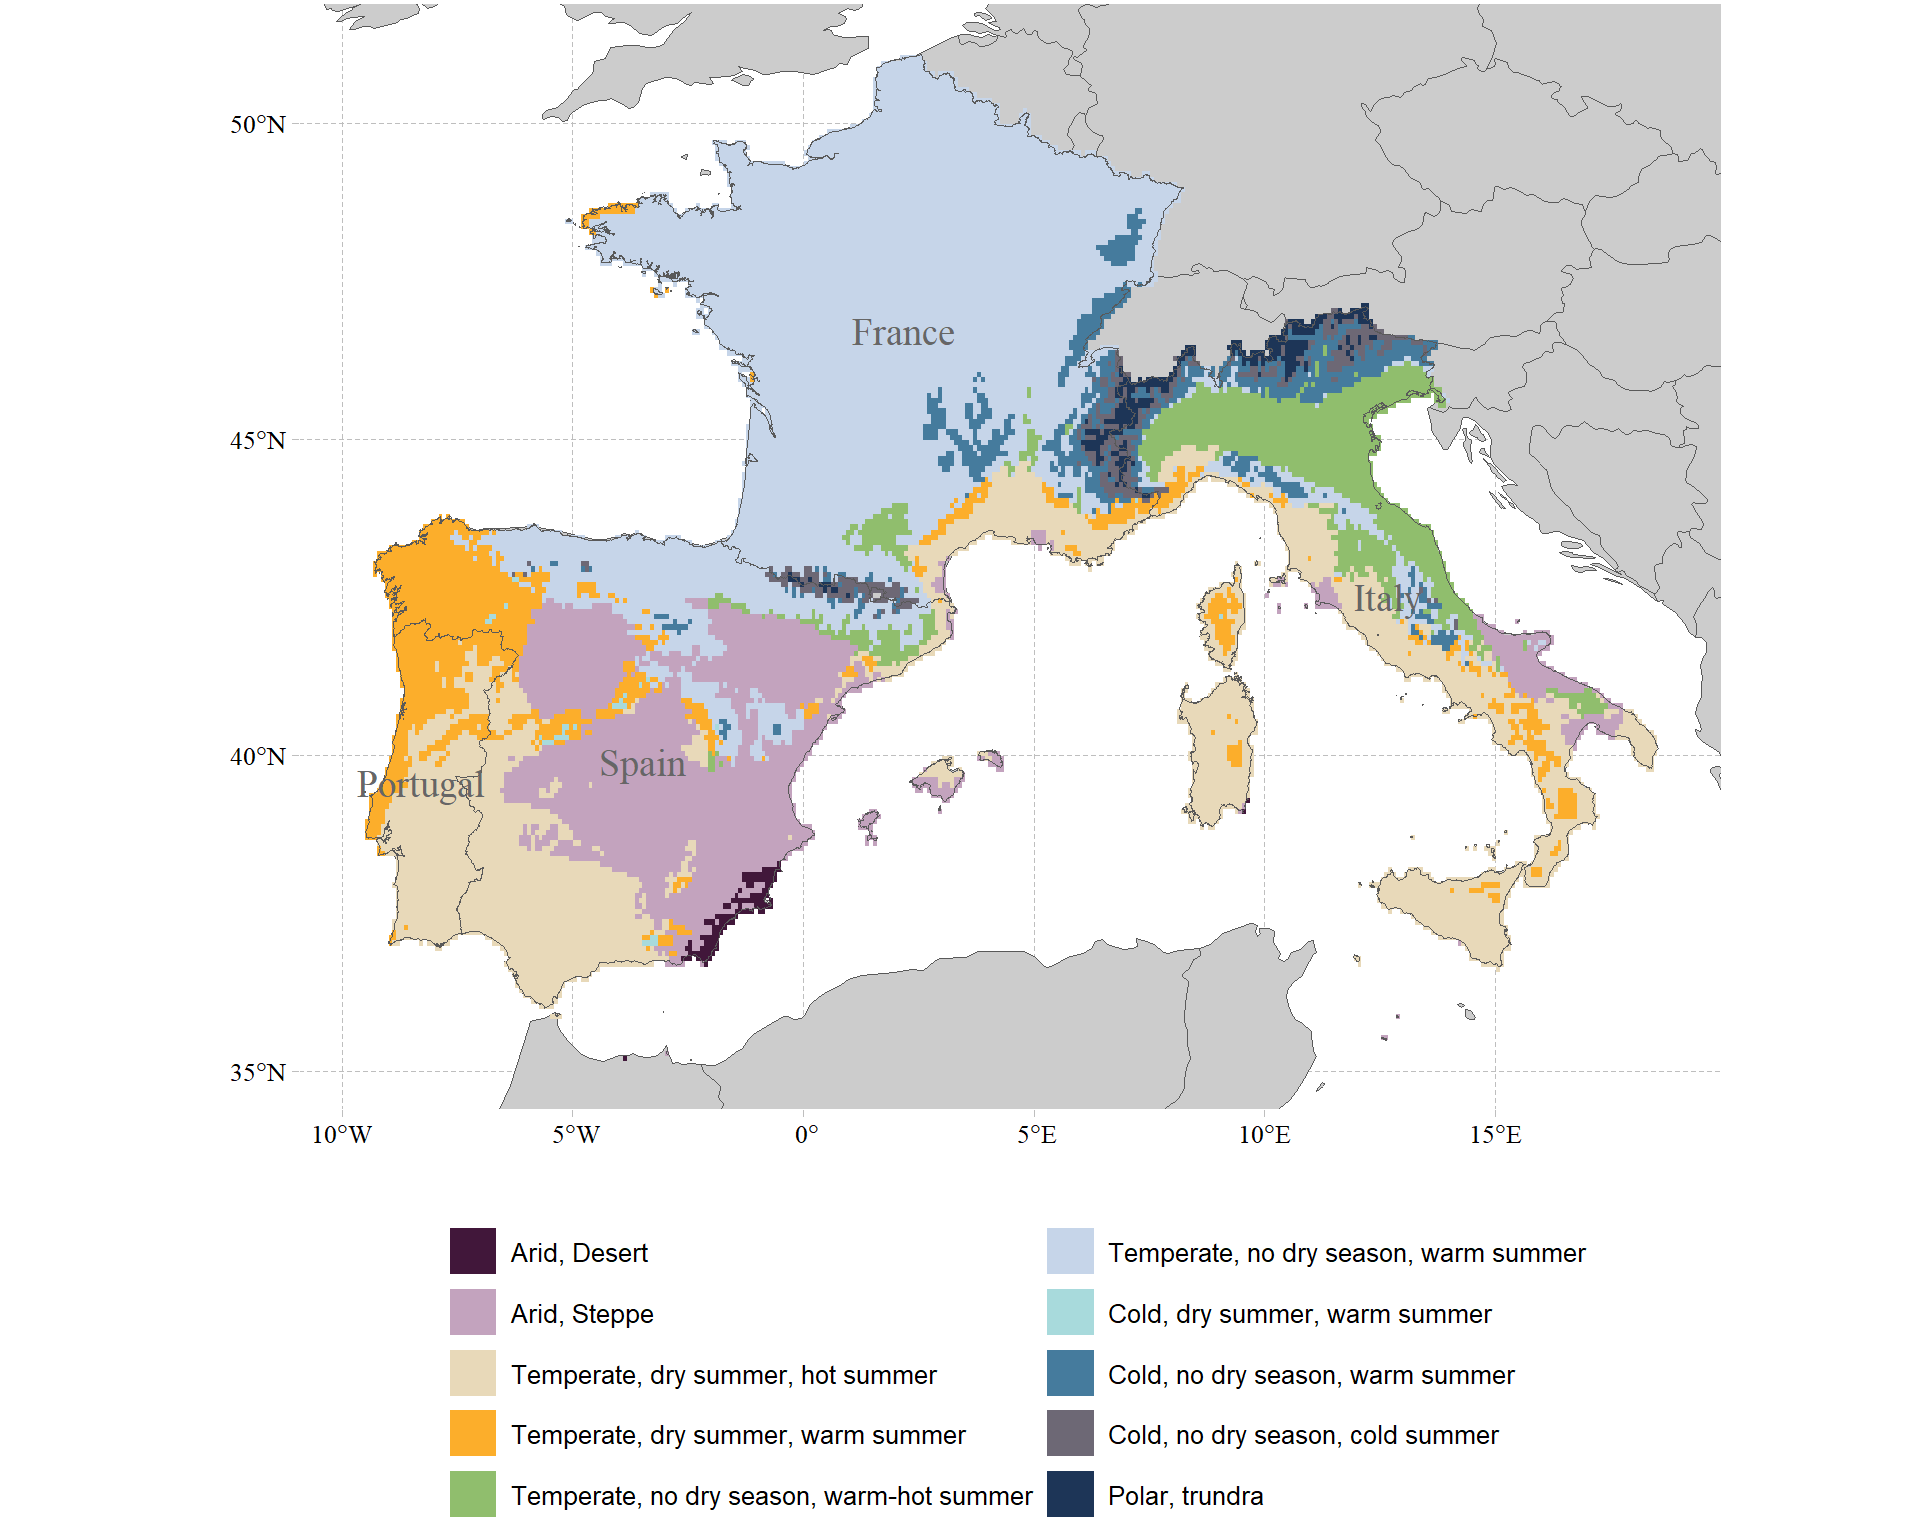 50°N
France
45°N
Italy
40°N
Spain
Portugal
35°N
10°W 5°W 0° 5°E 10°E 15°E
Arid, Desert
Arid, Steppe
Temperate, dry summer, hot summer
Temperate, dry summer, warm summer
Temperate, no dry season, warm-hot summer
Temperate, no dry season, warm summer
Cold, dry summer, warm summer
Cold, no dry season, warm summer
Cold, no dry season, cold summer
Polar, trundra